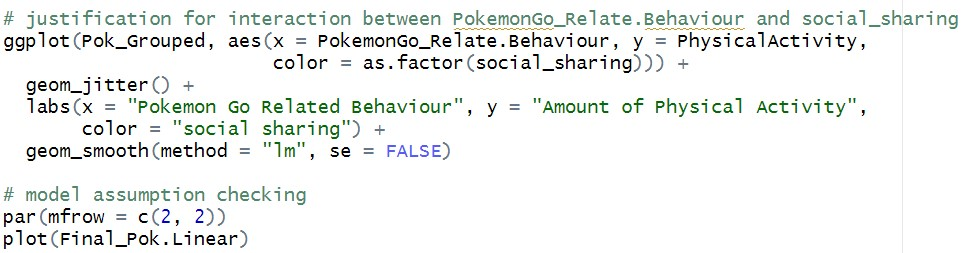 # justification for interaction between PokemonGo_Relate.Behaviour and social_sharing
ggplot(Pok_Grouped, aes(x = PokemonGo_Relate.Behaviour, y = PhysicalActivity,
color = as.factor(social_sharing))) +
geom_jitter() +
labs(x = "Pokemon Go Related Behaviour", y = "Amount of Physical Activity",
color = "social sharing") +
geom_smooth(method = "lm", se = FALSE)
# model assumption checking
par(mfrow = c(2, 2))
plot(Final_Pok.Linear)